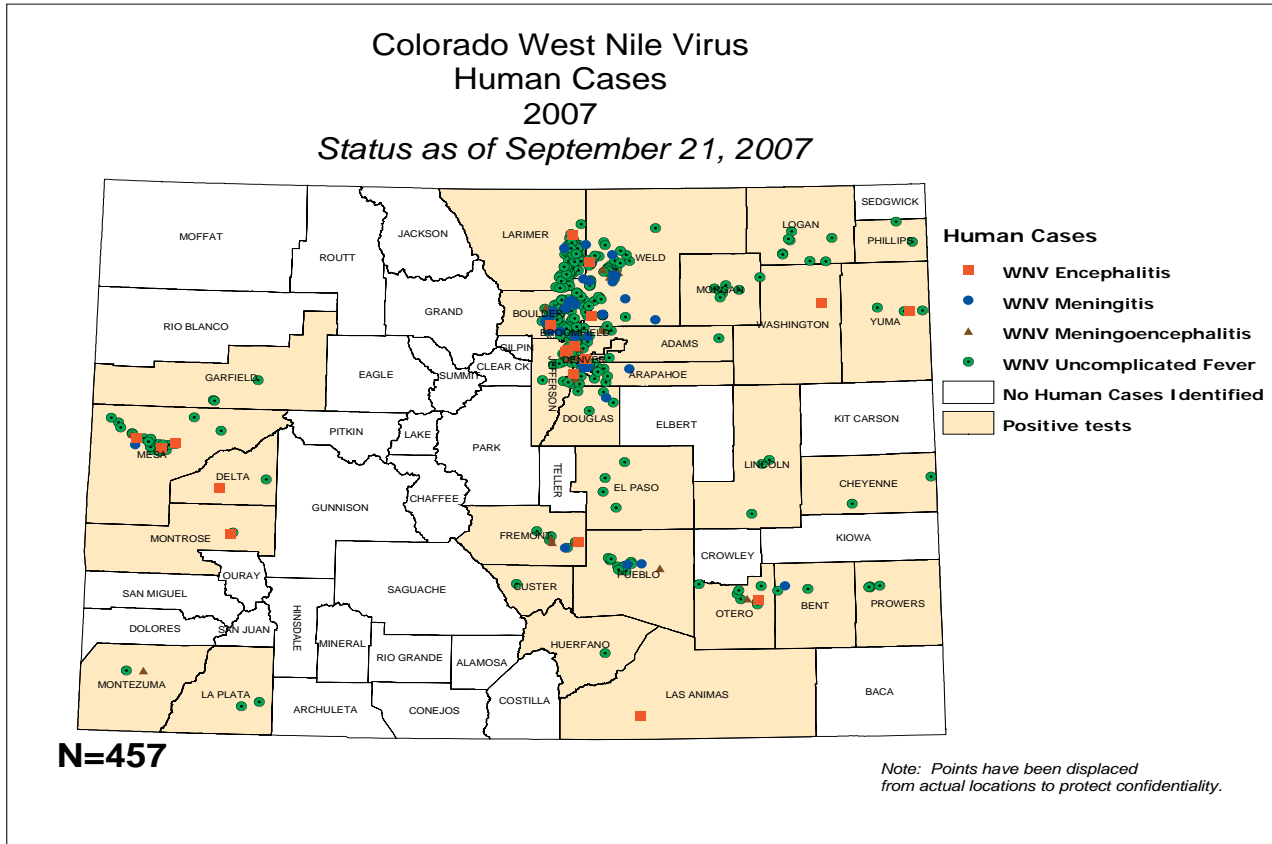 Colorado West Nile Virus
Human Cases
2007
Status as of September 21, 2007
SEDGWICK
LOGAN
PHILLIPS
MOFFAT
JACKSON
LARIMER
ROUTT
WELD
MORGAN
GRAND
BOULDER
RIO BLANCO
WASHINGTON
YUMA
BROOMFIELD
ADAMS
GILPIN
DENVER
CLEAR CK
JEFFERSON
GARFIELD
EAGLE
SUMMIT
ARAPAHOE
DOUGLAS
ELBERT
KIT CARSON
PITKIN
LAKE
PARK
MESA
LINCOLN
DELTA
TELLER
EL PASO
CHEYENNE
GUNNISON
CHAFFEE
MONTROSE
FREMONT
KIOWA
CROWLEY
OURAY
PUEBLO
CUSTER
SAGUACHE
SAN MIGUEL
OTERO
BENT
PROWERS
HINSDALE
DOLORES
SAN JUAN
MINERAL
HUERFANO
RIO GRANDE
ALAMOSA
MONTEZUMA
LA PLATA
LAS ANIMAS
BACA
COSTILLA
ARCHULETA
CONEJOS
Human Cases
WNV Encephalitis
WNV Meningitis
WNV Meningoencephalitis
WNV Uncomplicated Fever
No Human Cases Identified
Positive tests
N=457
Note: Points have been displaced
from actual locations to protect confidentiality.